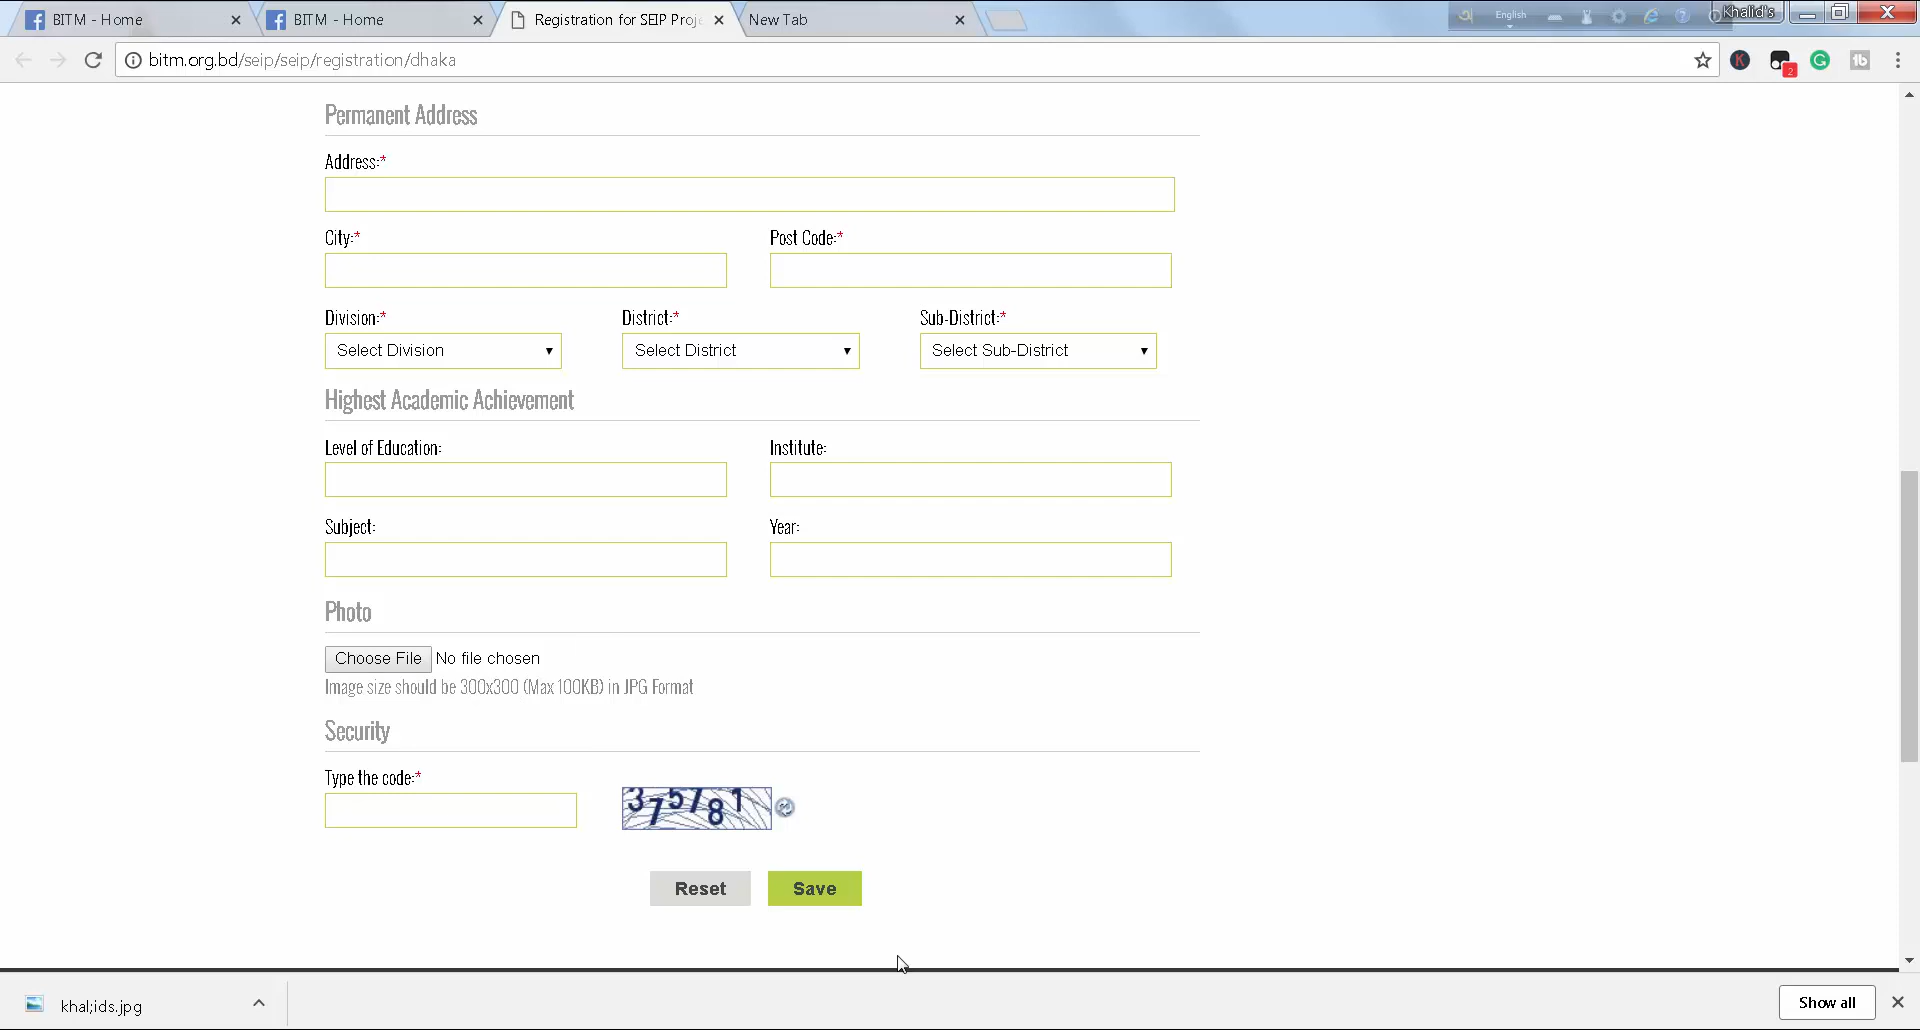 BITM - Home
BITM - Home
Registration for SEIP Proj
New Tab
English
Khalid's
bitm.org.bd/seip/seip/registration/dhaka
2
Permanent Address
Address:*
City:* Post Code:*
Division:* District:* Sub-District:*
Select Division Select District Select Sub-District
Highest Academic Achievement
Level of Education: Institute:
Subject: Year:
Photo
Choose File No file chosen
Image size should be 300x300 (Max 100KB) in JPG Format
Security
Type the code:*
375781
Reset Save
khal;ids.jpg
Show all